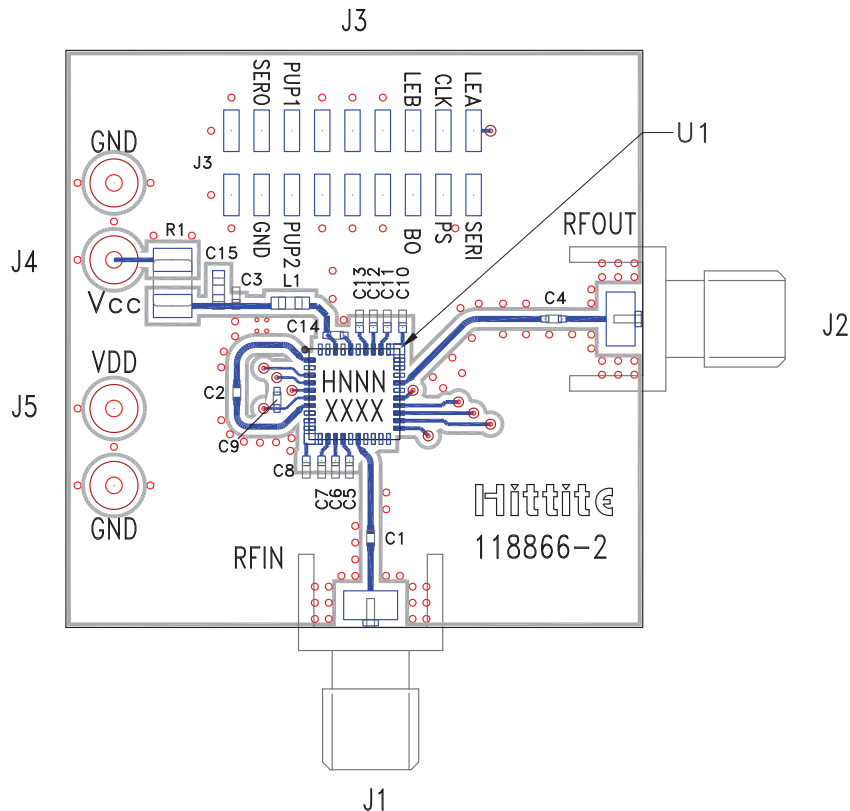 J3
SERO
PUP1
LEB
CLK
LEA
J3
U1
GND
GND
PUP2
BO
PS
SERI
RFOUT
R1
J4
C15
C3
L1
Vcc
C13
C12
C11
C10
C14
C4
J2
VDD
HNNN
XXXX
C2
J5
C9
C8
C7
C6
C5
GND
Hittite
118866-2
C1
RFIN
J1